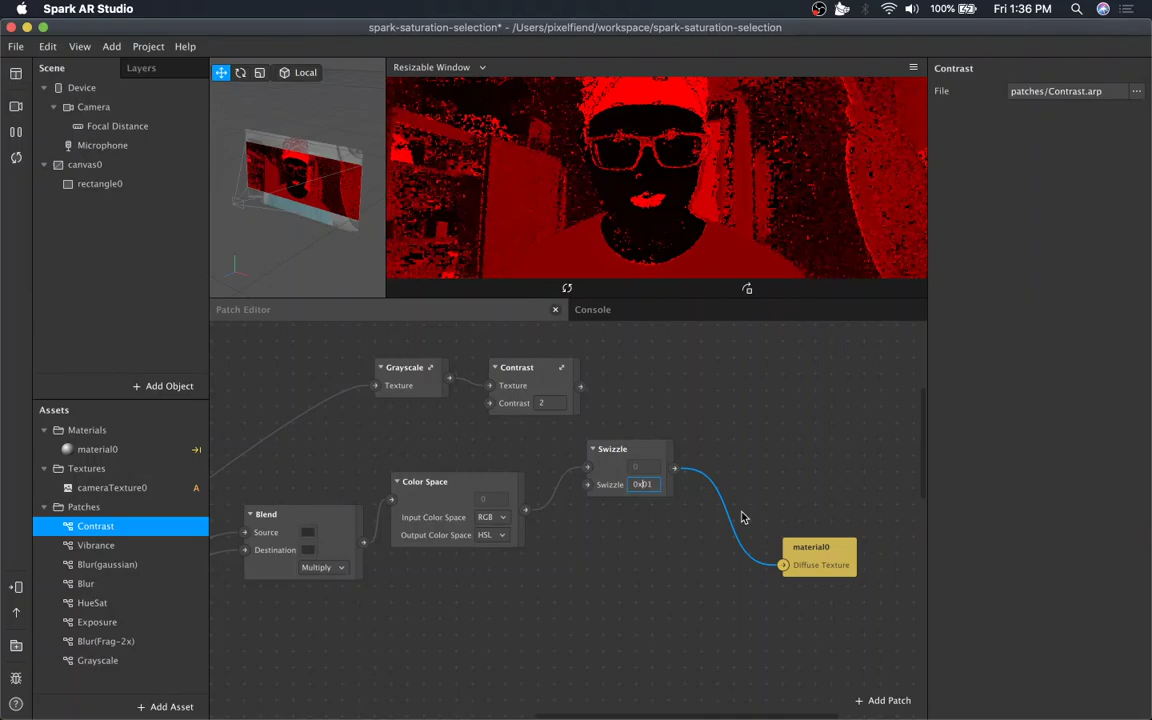 Spark AR Studio
100%
Fri 1:36 PM
spark-saturation-selection* - /Users/pixelfiend/workspace/spark-saturation-selection
File Edit View Add Project Help
Scene Layers
Local
Resizable Window
Contrast
Device
File patches/Contrast.arp ...
Camera
Focal Distance
Microphone
canvas0
rectangle0
Patch Editor
Console
Grayscale
Texture
Contrast
Texture
Contrast 2
+ Add Object
Assets
Materials
material0
Textures
cameraTexture0 A
Patches
Contrast
Vibrance
Blur(gaussian)
Blur
HueSat
Exposure
Blur(Frag-2x)
Grayscale
+ Add Asset
Swizzle
0
Swizzle 0x01
Color Space
0
Input Color Space RGB
Output Color Space HSL
Blend
Source
Destination
Multiply
material0
Diffuse Texture
+ Add Patch